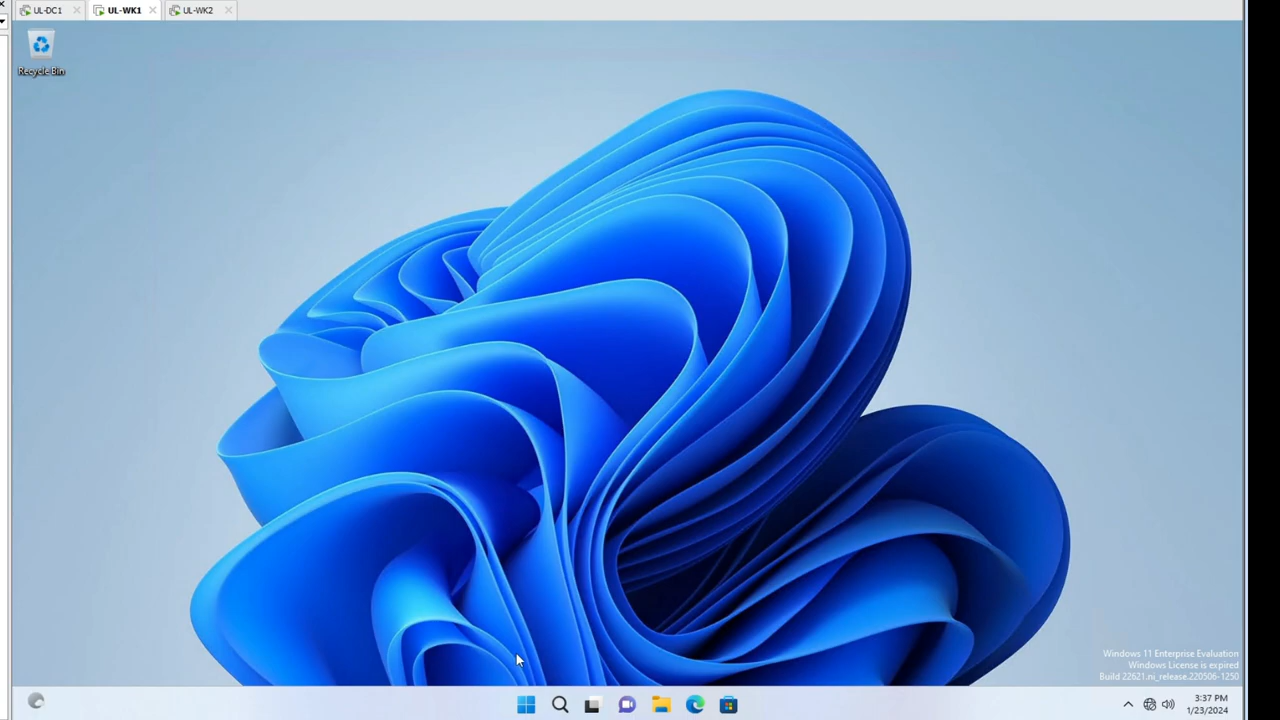 UL-DC1
UL-WK1
UL-WK2
Recycle Bin
Windows 11 Enterprise Evaluation
Windows License is expired
Build 22621.ni_release.220506-1250
3:37 PM
1/23/2024